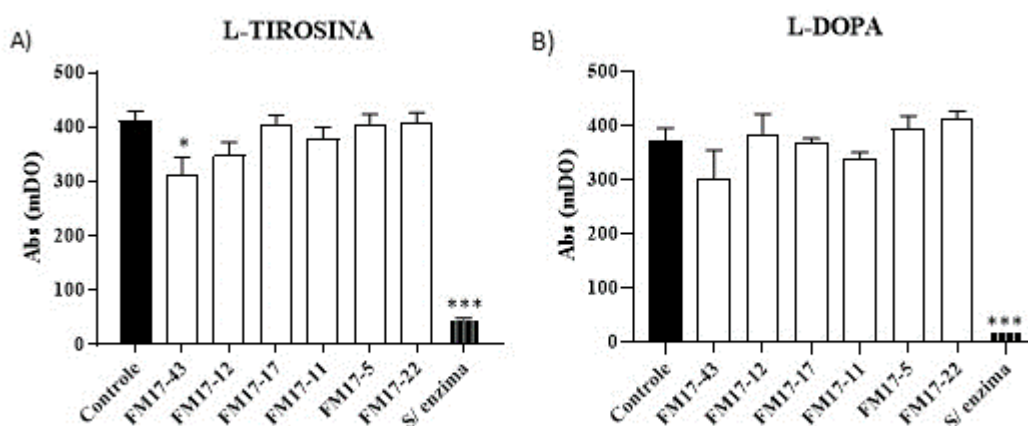 A)
L-TIROSINA
500
400
300
200
100
0
Abs (mDO)
*
***
Controle
FM17-43
FM17-12
FM17-17
FM17-11
FM17-5
FM17-22
S/ enzima
B)
L-DOPA
500
400
300
200
100
0
Abs (mDO)
***
Controle
FM17-43
FM17-12
FM17-17
FM17-11
FM17-5
FM17-22
S/ enzima